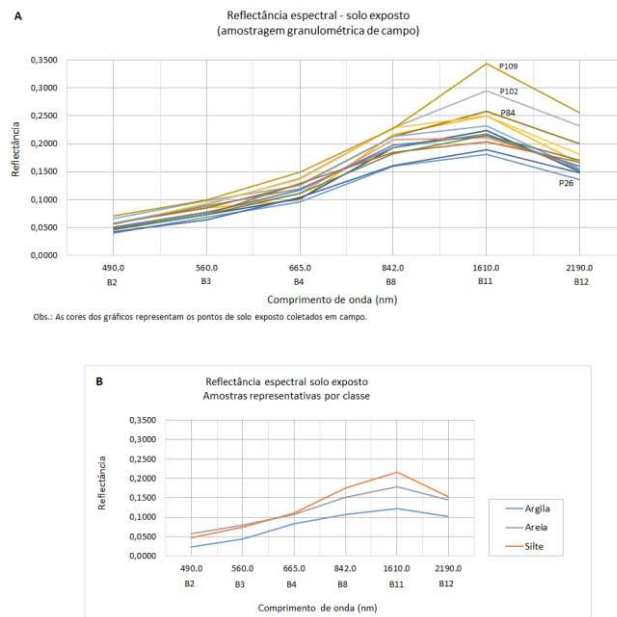 A
Reflectância espectral - solo exposto
(amostragem granulométrica de campo)
Reflectância
0,3500
0,3000
0,2500
0,2000
0,1500
0,1000
0,0500
0,0000
P109
P102
P84
P26
490.0 560.0 665.0 842.0 1610.0 2190.0
B2 B3 B4 B8 B11 B12
Comprimento de onda (nm)
Obs.: As cores dos gráficos representam os pontos de solo exposto coletados em campo.
B
Reflectância espectral solo exposto
Amostras representativas por classe
Reflectância
0,3500
0,3000
0,2500
0,2000
0,1500
0,1000
0,0500
0,0000
Argila
Areia
Silte
490.0 560.0 665.0 842.0 1610.0 2190.0
B2 B3 B4 B8 B11 B12
Comprimento de onda (nm)